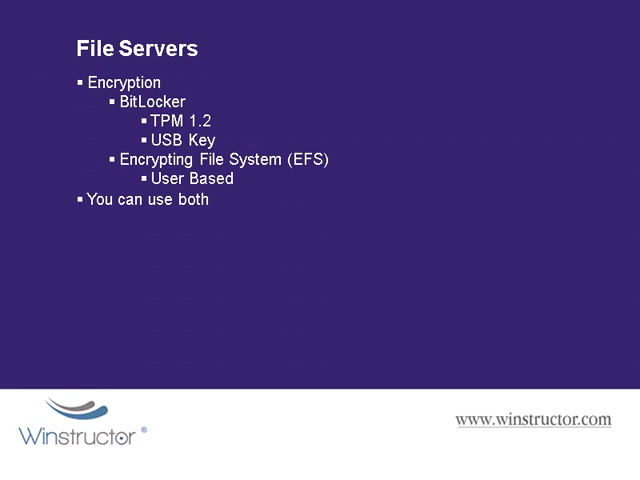 File Servers
▪ Encryption
▪ BitLocker
▪ TPM 1.2
▪ USB Key
▪ Encrypting File System (EFS)
▪ User Based
▪ You can use both
Winstructor ®
www.winstructor.com